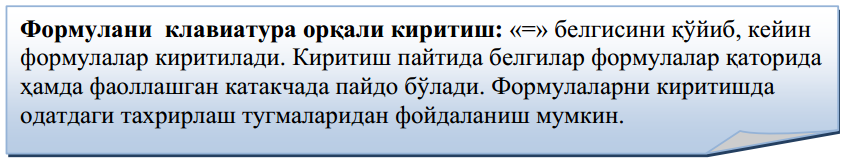 Формулани клавиатура орқали киритиш: «=» белгисини қўйиб, кейин
формулалар киритилади. Киритиш пайтида белгилар формулалар қаторида
ҳамда фаоллашган катакчада пайдо бўлади. Формулаларни киритишда
одатдаги тахрирлаш тугмаларидан фойдаланиш мумкин.